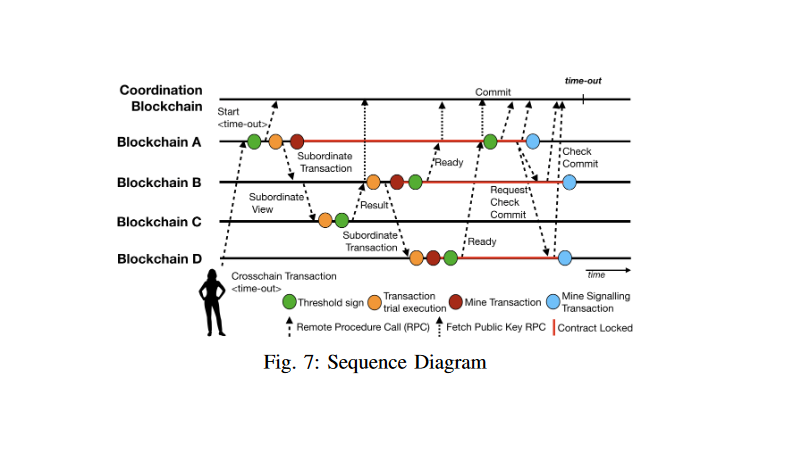 Coordination
Blockchain
time-out
Commit
Start
<time-out>
Blockchain A
Subordinate
Transaction
Ready
Check
Commit
Blockchain B
Subordinate
View
Result
Request
Check
Commit
Blockchain C
Subordinate
Transaction
Ready
Blockchain D
time
Crosschain Transaction
<time-out>
Threshold sign
Transaction
trial execution
Mine Transaction
Mine Signalling
Transaction
Remote Procedure Call (RPC)
Fetch Public Key RPC
Contract Locked
Fig. 7: Sequence Diagram